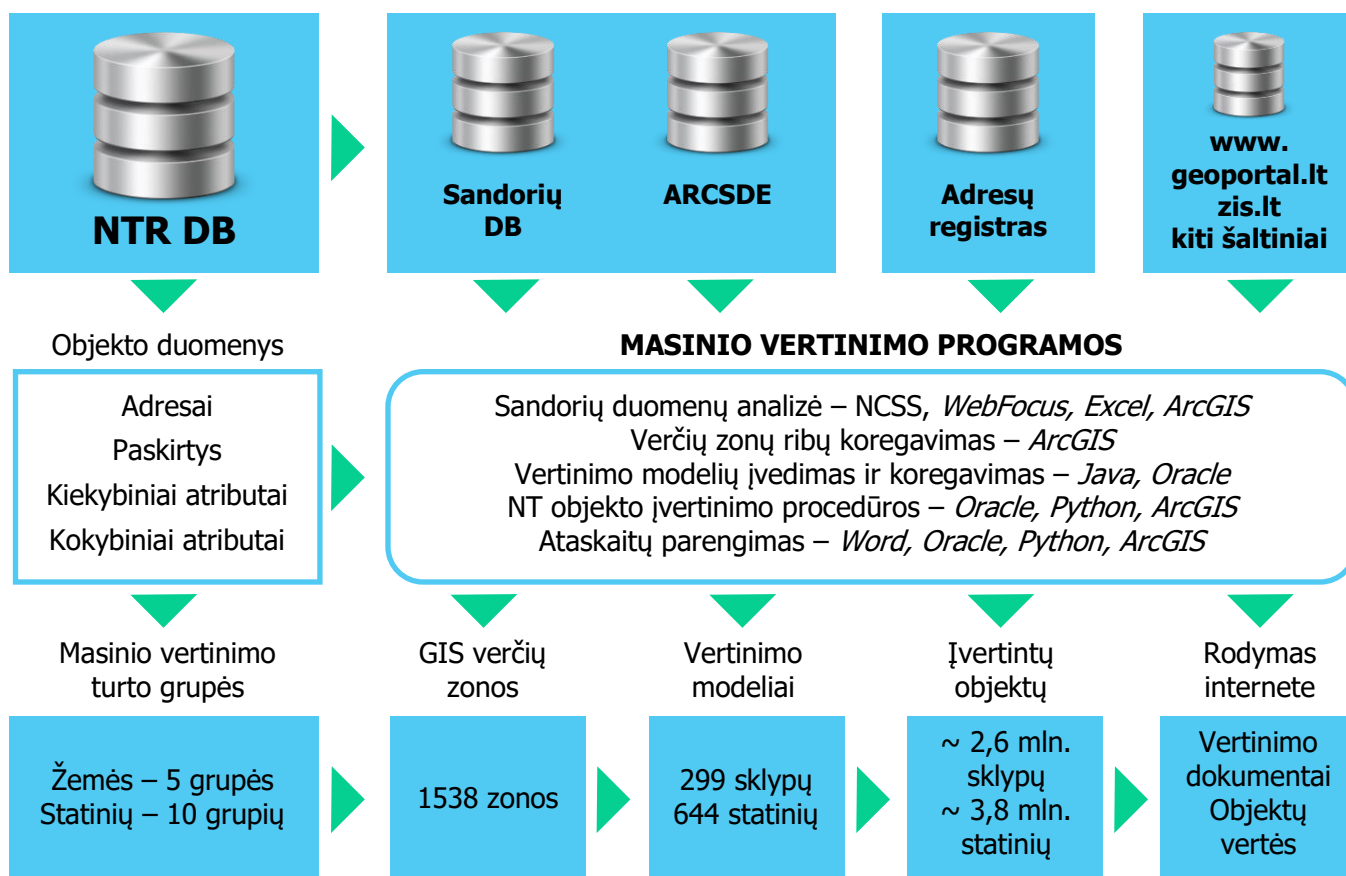 NTR DB
Sandorių
DB
ARCSDE
Adresų
registras
www.
geoportal.lt
zis.lt
kiti šaltiniai
Objekto duomenys
Adresai
Paskirtys
Kiekybiniai atributai
Kokybiniai atributai
MASINIO VERTINIMO PROGRAMOS
Sandorių duomenų analizė – NCSS, WebFocus, Excel, ArcGIS
Verčių zonų ribų koregavimas – ArcGIS
Vertinimo modelių įvedimas ir koregavimas – Java, Oracle
NT objekto įvertinimo procedūros – Oracle, Python, ArcGIS
Ataskaitų parengimas – Word, Oracle, Python, ArcGIS
Masinio vertinimo
turto grupės
Žemės – 5 grupės
Statinių – 10 grupių
GIS verčių
zonos
1538 zonos
Vertinimo
modeliai
299 sklypų
644 statinių
Įvertintų
objektų
~ 2,6 mln.
sklypų
~ 3,8 mln.
statinių
Rodymas
internete
Vertinimo
dokumentai
Objektų
vertės